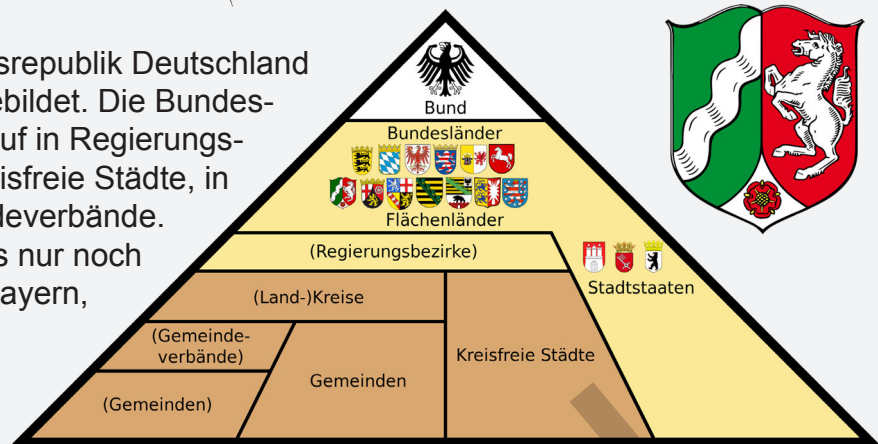 srepublik Deutschland
ebildet. Die Bundes-
uf in Regierungs-
isfreie Städte, in
deverbände.
s nur noch
ayern,
Bund
Bundesländer
Flächenländer
(Regierungsbezirke)
Stadtstaaten
(Land-)Kreise
(Gemeinde-
verbände)
Kreisfreie Städte
Gemeinden
(Gemeinden)